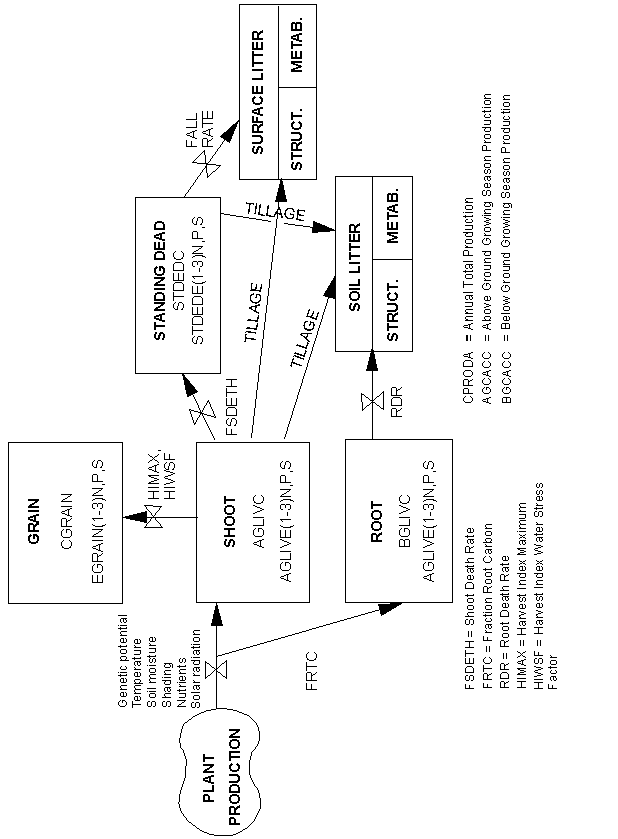 PLANT
PRODUCTION
Genetic potential
Temperature
Soil moisture
Shading
Nutrients
Solar radiation
FRTC
GRAIN
CGRAIN
EGRAIN(1-3)N,P,S
HIMAX,
HIWSF
SHOOT
AGLIVC
AGLIVE(1-3)N,P,S
ROOT
BGLIVC
AGLIVE(1-3)N,P,S
FSDETH
TILLAGE
TILLAGE
RDR
STANDING DEAD
STDEDC
STDEDE(1-3)N,P,S
FALL
RATE
TILLAGE
SURFACE LITTER
STRUCT.
METAB.
SOIL LITTER
STRUCT.
METAB.
FSDETH = Shoot Death Rate
FRTC = Fraction Root Carbon
RDR = Root Death Rate
HIMAX = Harvest Index Maximum
HIWSF = Harvest Index Water Stress
Factor
CPRODA = Annual Total Production
AGCACC = Above Ground Growing Season Production
BGCACC = Below Ground Growing Season Production